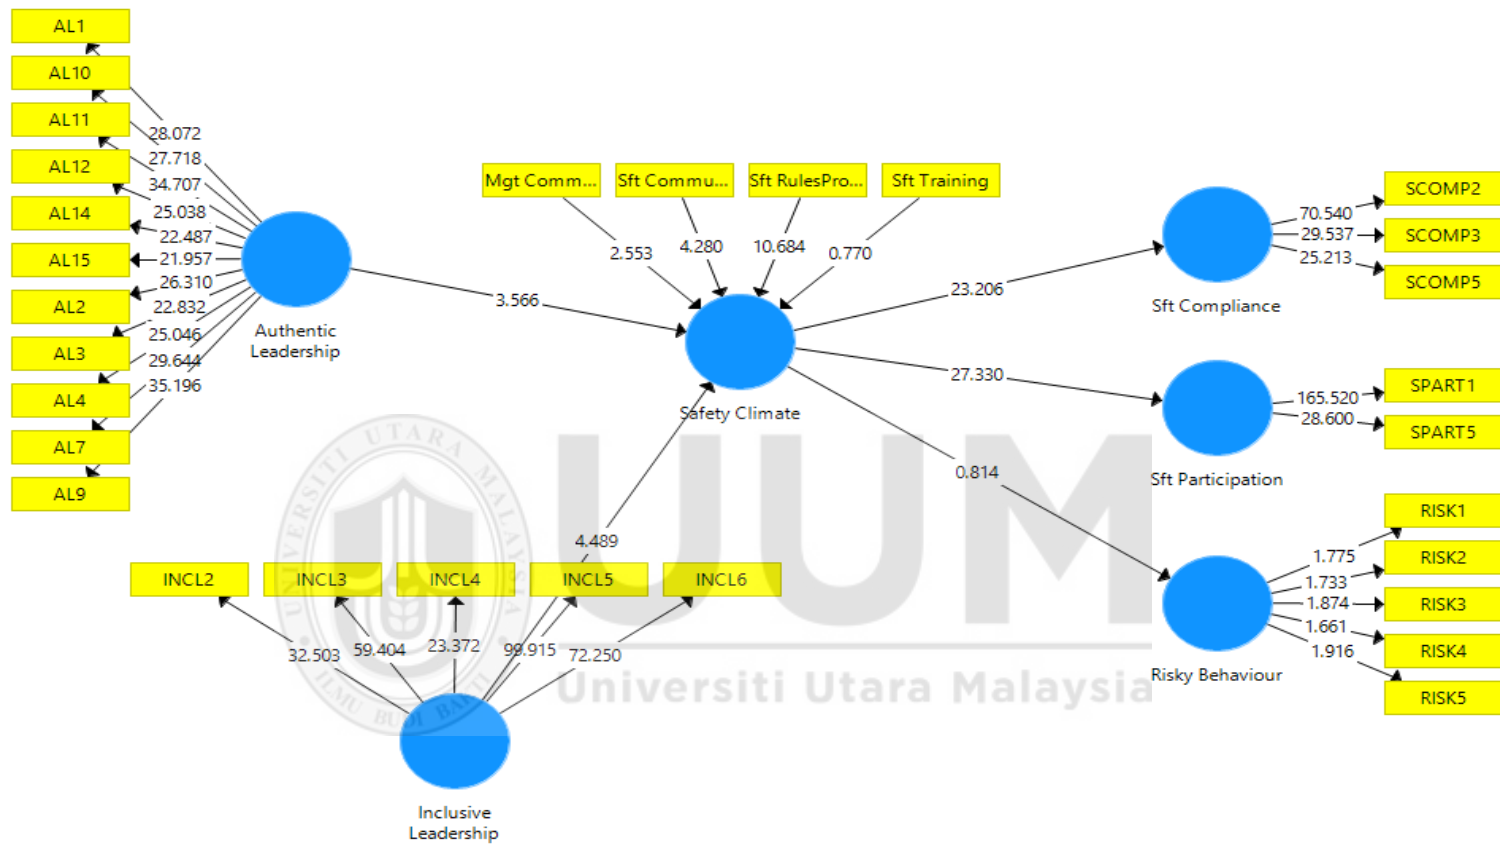 AL1
AL10
AL11
AL12
AL14
AL15
AL2
AL3
AL4
AL7
AL9
28.072
27.718
34.707
25.038
22.487
21.957
26.310
22.832
25.046
29.644
35.196
Authentic
Leadership
3.566
Mgt Comm...
Sft Commu...
Sft RulesPro...
Sft Training
2.553
4.280
10.684
0.770
Safety Climate
23.206
27.330
0.814
4.489
Sft Compliance
70.540
29.537
25.213
SCOMP2
SCOMP3
SCOMP5
Sft Participation
165.520
28.600
SPART1
SPART5
Risky Behaviour
1.775
1.733
1.874
1.661
1.916
RISK1
RISK2
RISK3
RISK4
RISK5
INCL2
INCL3
INCL4
INCL5
INCL6
32.503
59.404
23.372
99.915
72.250
Inclusive
Leadership
UNIVERSITI UTARA MALAYSIA
ILMU BUDI BAKTI
UUM
Universiti Utara Malaysia